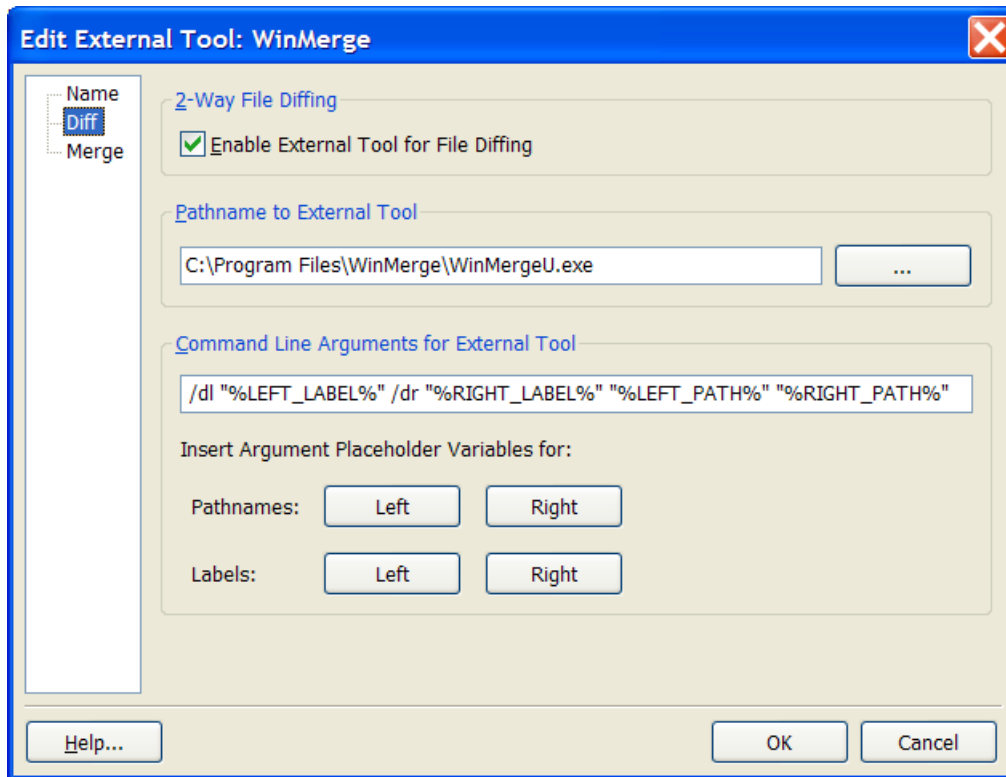 Edit External Tool: WinMerge
Name
Diff
Merge
2-Way File Diffing
Enable External Tool for File Diffing
Pathname to External Tool
C:\Program Files\WinMerge\WinMergeU.exe
...
Command Line Arguments for External Tool
/dl "%LEFT_LABEL%" /dr "%RIGHT_LABEL%" "%LEFT_PATH%" "%RIGHT_PATH%"
Insert Argument Placeholder Variables for:
Pathnames: Left Right
Labels: Left Right
Help... OK Cancel